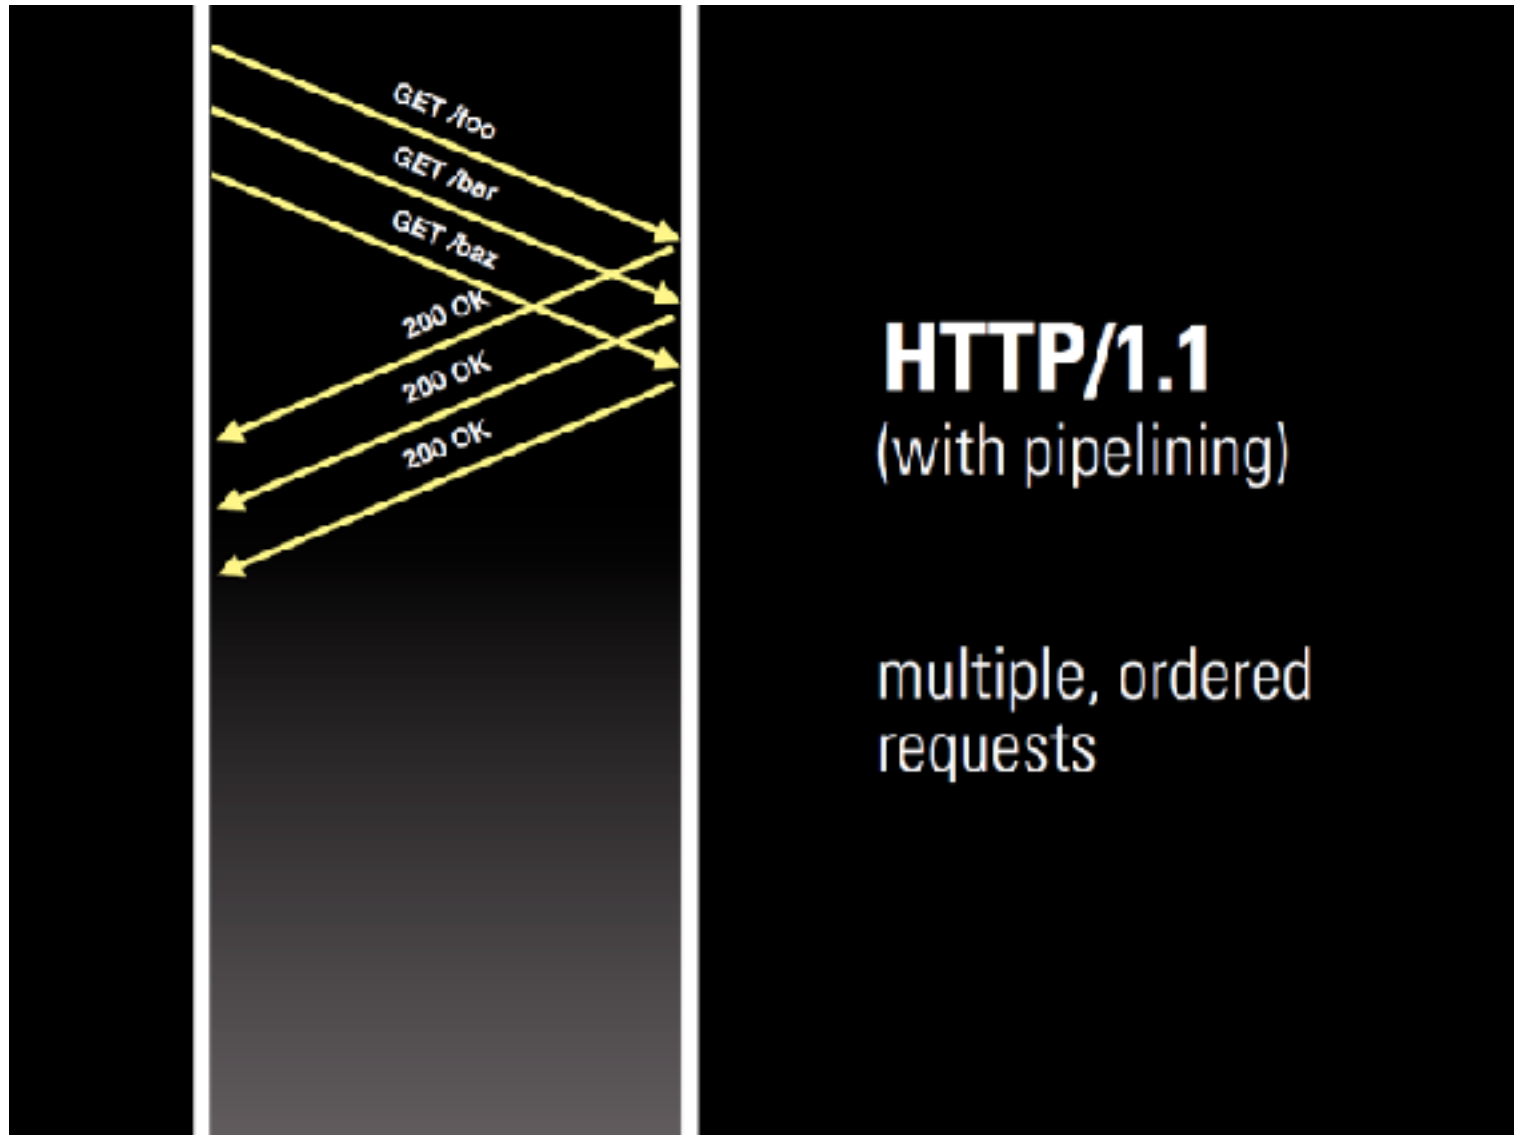 GET /foo
GET /bar
GET /baz
200 OK
200 OK
200 OK
HTTP/1.1
(with pipelining)
multiple, ordered
requests